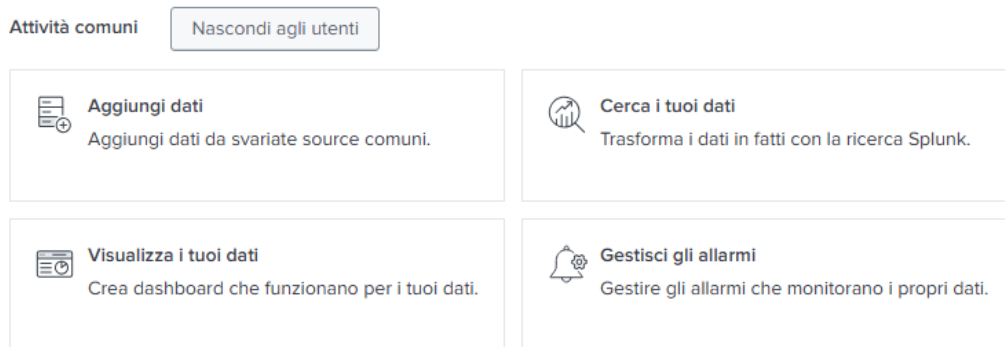 Attività comuni
Nascondi agli utenti
Aggiungi dati
Aggiungi dati da svariate source comuni.
Cerca i tuoi dati
Trasforma i dati in fatti con la ricerca Splunk.
Visualizza i tuoi dati
Crea dashboard che funzionano per i tuoi dati.
Gestisci gli allarmi
Gestire gli allarmi che monitorano i propri dati.